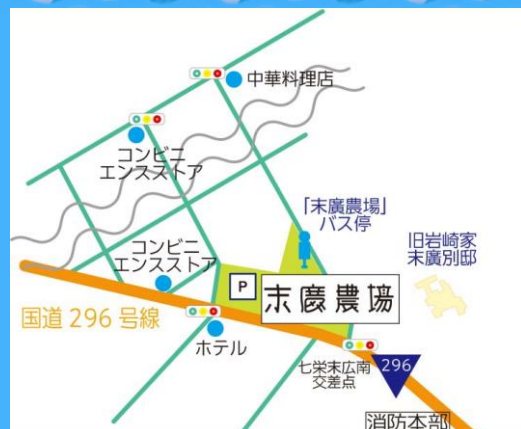 中華料理店
コンビニ
エンスストア
「末廣農場」
バス停
旧岩崎家
末廣別邸
コンビニ
エンスストア
P
末廣農場
国道 296 号線
ホテル
七栄末広南
交差点
296
消防本部